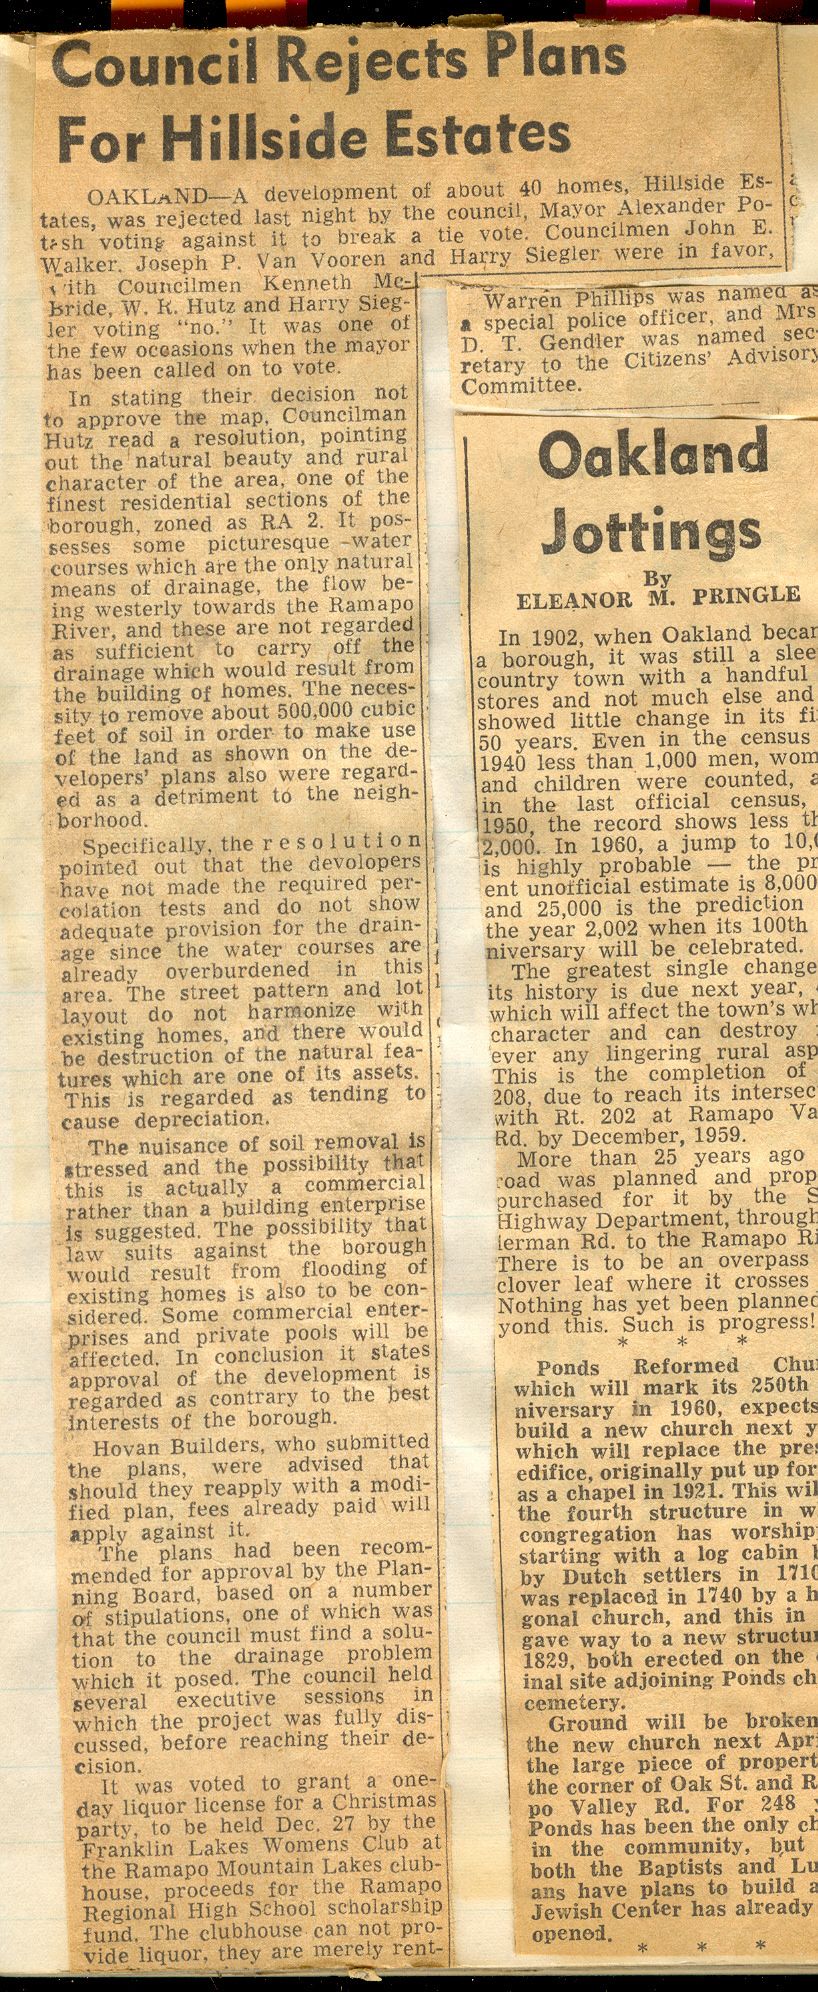 Council Rejects Plans
For Hillside Estates
OAKLAND—A development of about 40 homes, Hillside Es-
tates, was rejected last night by the council, Mayor Alexander Po-
tash voting against it to break a tie vote. Councilmen John E.
Walker, Joseph P. Van Vooren and Harry Siegler were in favor,
with Councilmen Kenneth Mc-
Bride, W. R. Hutz and Harry Sieg-
ler voting "no." It was one of
the few occasions when the mayor
has been called on to vote.
In stating their decision not
to approve the map, Councilman
Hutz read a resolution, pointing
out the natural beauty and rural
character of the area, one of the
finest residential sections of the
borough, zoned as RA 2. It pos-
sesses some picturesque -water
courses which are the only natural
means of drainage, the flow be-
ing westerly towards the Ramapo
River, and these are not regarded
as sufficient to carry off the
drainage which would result from
the building of homes. The neces-
sity to remove about 500,000 cubic
feet of soil in order to make use
of the land as shown on the de-
velopers' plans also were regard-
ed as a detriment to the neigh-
borhood.
Specifically, the resolution
pointed out that the devolopers
have not made the required per-
colation tests and do not show
adequate provision for the drain-
age since the water courses are
already overburdened in this
area. The street pattern and lot
layout do not harmonize with
existing homes, and there would
be destruction of the natural fea-
tures which are one of its assets.
This is regarded as tending to
cause depreciation.
The nuisance of soil removal is
stressed and the possibility that
this is actually a commercial
rather than a building enterprise
is suggested. The possibility that
law suits against the borough
would result from flooding of
existing homes is also to be con-
sidered. Some commercial enter-
prises and private pools will be
affected. In conclusion it states
approval of the development is
regarded as contrary to the best
interests of the borough.
Hovan Builders, who submitted
the plans, were advised that
should they reapply with a modi-
fied plan, fees already paid will
apply against it.
The plans had been recom-
mended for approval by the Plan-
ning Board, based on a number
of stipulations, one of which was
that the council must find a solu-
tion to the drainage problem
which it posed. The council held
several executive sessions in
which the project was fully dis-
cussed, before reaching their de-
cision.
It was voted to grant a one-
day liquor license for a Christmas
party, to be held Dec. 27 by the
Franklin Lakes Womens Club at
the Ramapo Mountain Lakes club-
house, proceeds for the Ramapo
Regional High School scholarship
fund. The clubhouse can not pro-
vide liquor, they are merely rent-
Warren Phillips was named as
a special police officer, and Mrs
D. T. Gendler was named sec-
retary to the Citizens' Advisory
Committee.
Oakland
Jottings
By
ELEANOR M. PRINGLE
In 1902, when Oakland becar
a borough, it was still a slee
country town with a handful
stores and not much else and
showed little change in its fi
50 years. Even in the census
1940 less than 1,000 men, wom
and children were counted, a
in the last official census,
1950, the record shows less th
2,000. In 1960, a jump to 10,0
is highly probable — the pr
ent unofficial estimate is 8,000
and 25,000 is the prediction
the year 2,002 when its 100th
niversary will be celebrated.
The greatest single change
its history is due next year,
which will affect the town's wh
character and can destroy
ever any lingering rural asp
This is the completion of
208, due to reach its intersec
with Rt. 202 at Ramapo Va
Rd. by December, 1959.
More than 25 years ago
road was planned and prop
purchased for it by the S
Highway Department, through
lerman Rd. to the Ramapo Ri
There is to be an overpass
clover leaf where it crosses
Nothing has yet been planned
yond this. Such is progress!
* * *
Ponds Reformed Chu
which will mark its 250th
niversary in 1960, expects
build a new church next y
which will replace the pres
edifice, originally put up for
as a chapel in 1921. This wil
the fourth structure in w
congregation has worship
starting with a log cabin b
by Dutch settlers in 1710
was replaced in 1740 by a h
gonal church, and this in
gave way to a new structur
1829, both erected on the
inal site adjoining Ponds ch
cemetery.
Ground will be broken
the new church next Apr
the large piece of propert
the corner of Oak St. and R
po Valley Rd. For 248 y
Ponds has been the only ch
in the community, but
both the Baptists and Lu
ans have plans to build a
Jewish Center has already
opened.
* * *